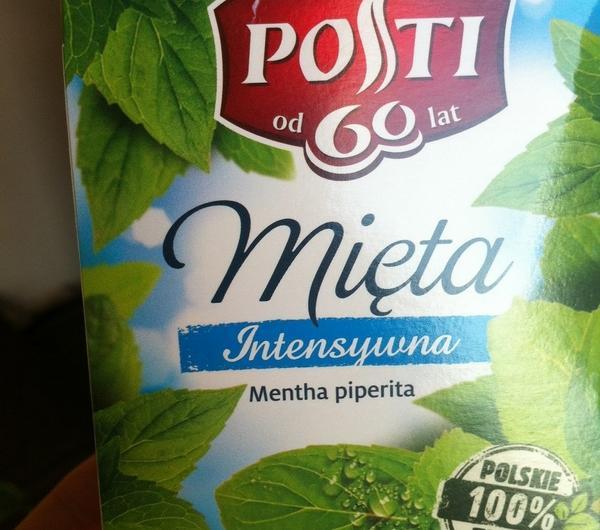 POSTI
od 60 lat
Mięta
Intensywna
Mentha piperita
POLSKIE
100%